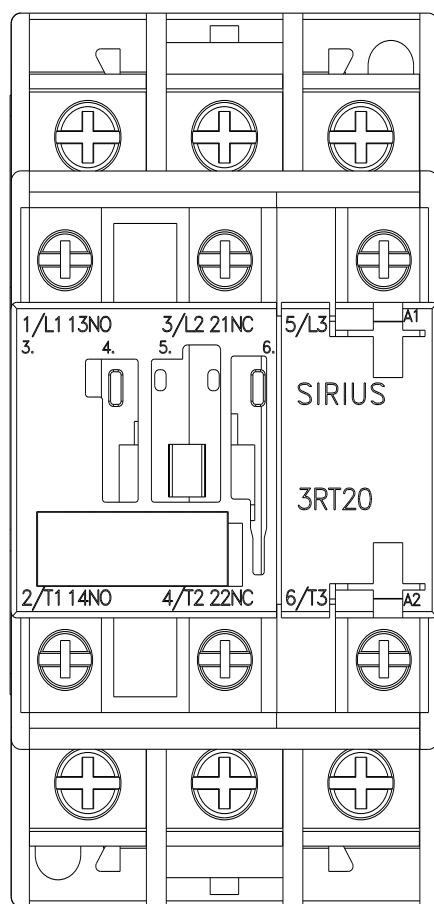 1/L1 13NO 3/L2 21NC 5/L3 A1
3. 4. 5. 6.
SIRIUS
3RT20
2/T1 14NO 4/T2 22NC 6/T3 A2